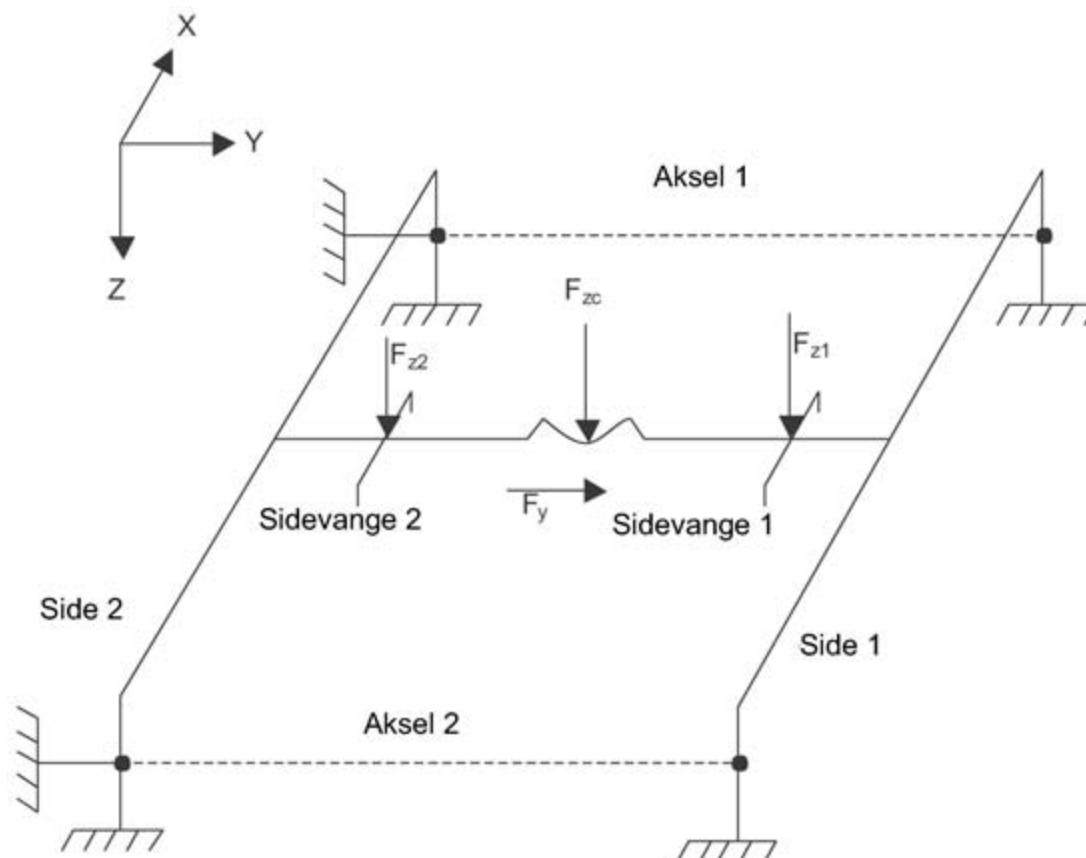 X
Y
Z
Aksel 1
Fzc
Fz2
Fz1
Fy
Sidevange 2
Sidevange 1
Side 2
Side 1
Aksel 2